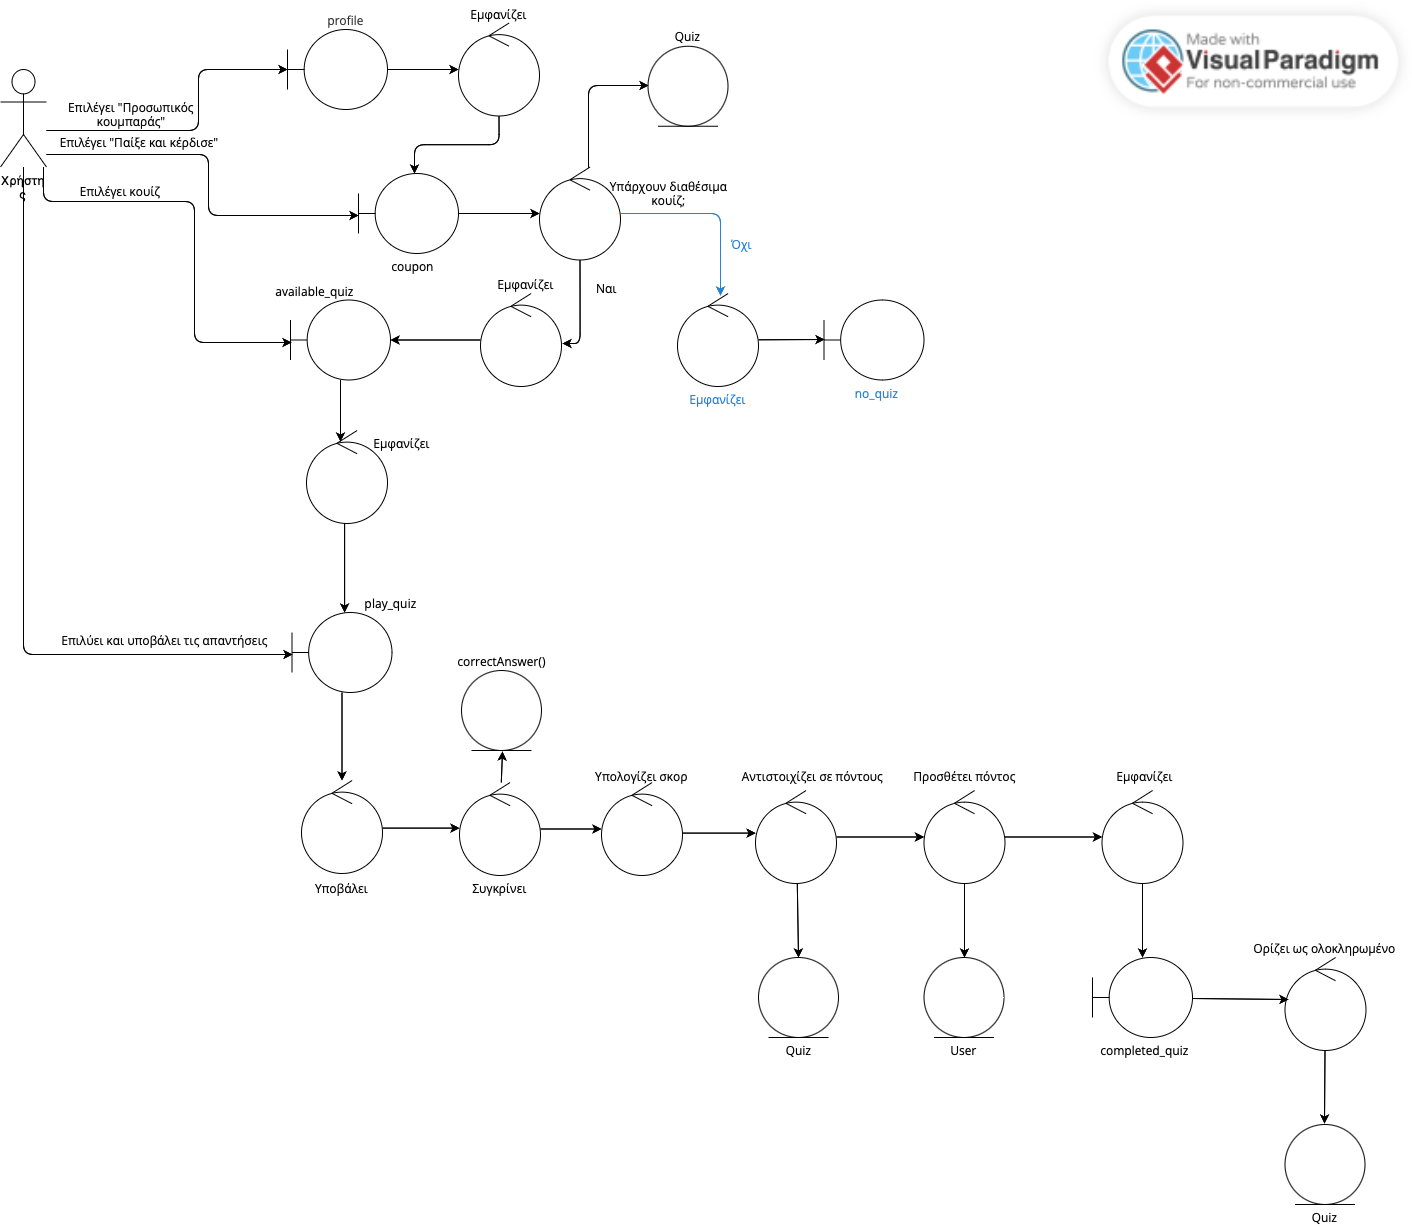 profile
Εμφανίζει
Quiz
Made with
Visual Paradigm
For non-commercial use
Επιλέγει "Προσωπικός
κουμπαράς"
Επιλέγει "Παίξε και κέρδισε"
Χρήστη
ς
Επιλέγει κουίζ
Υπάρχουν διαθέσιμα
κουίζ;
Όχι
coupon
Εμφανίζει
Ναι
available_quiz
Εμφανίζει
no_quiz
Εμφανίζει
play_quiz
Επιλύει και υποβάλει τις απαντήσεις
correctAnswer()
Υπολογίζει σκορ
Αντιστοιχίζει σε πόντους
Προσθέτει πόντος
Εμφανίζει
Υποβάλει
Συγκρίνει
Ορίζει ως ολοκληρωμένο
Quiz
User
completed_quiz
Quiz